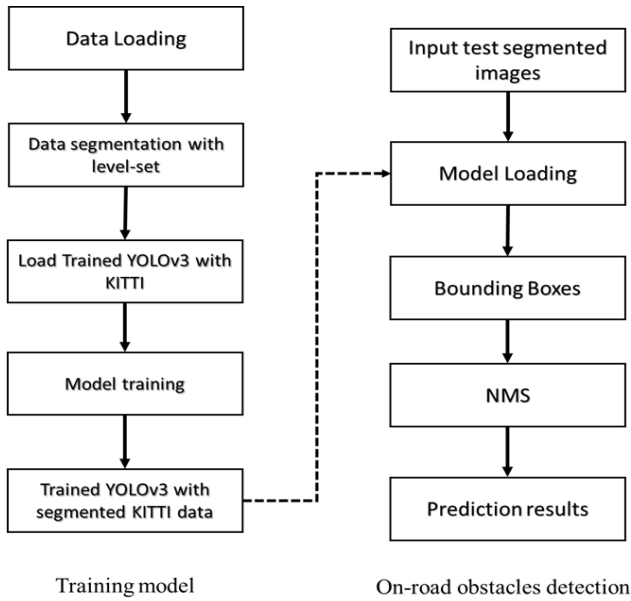 Data Loading
Data segmentation with
level-set
Load Trained YOLOv3 with
KITTI
Model training
Trained YOLOv3 with
segmented KITTI data
Training model
Input test segmented
images
Model Loading
Bounding Boxes
NMS
Prediction results
On-road obstacles detection